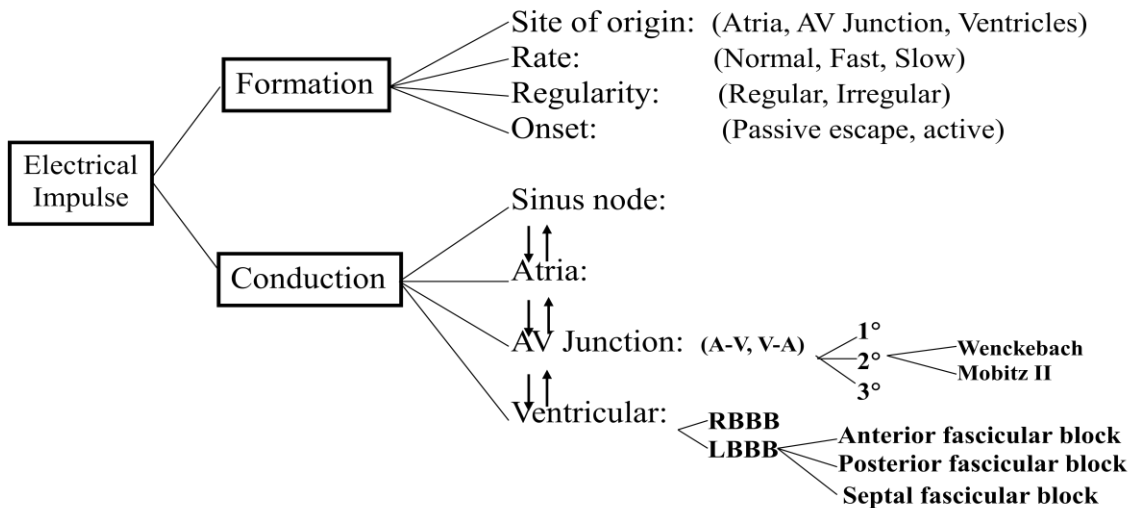 Site of origin: (Atria, AV Junction, Ventricles)
Rate: (Normal, Fast, Slow)
Formation
Regularity: (Regular, Irregular)
Onset: (Passive escape, active)
Electrical
Impulse
Sinus node:
Conduction
Atria:
AV Junction: (A-V, V-A)
1°
2°
3°
Wenckebach
Mobitz II
Ventricular:
RBBB
LBBB
Anterior fascicular block
Posterior fascicular block
Septal fascicular block